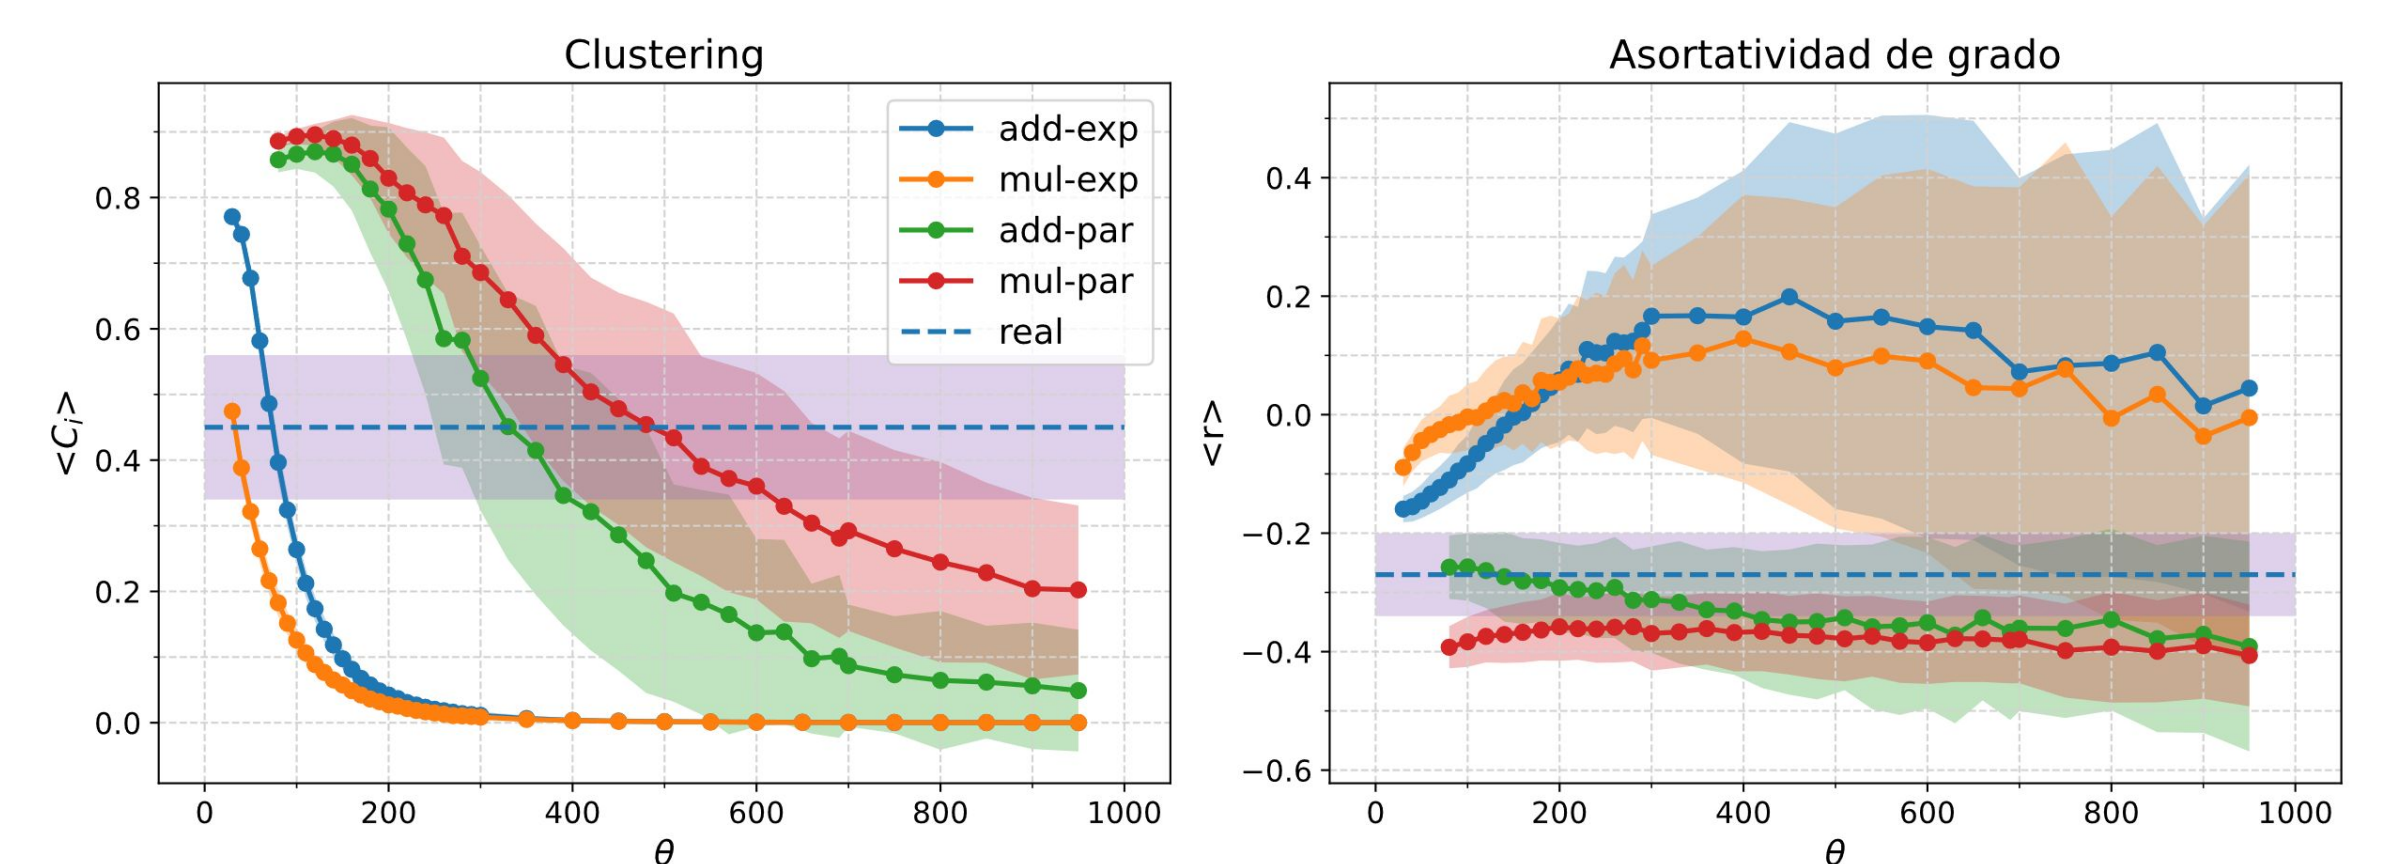 Clustering
<C_i>
0.8
0.6
0.4
0.2
0.0
0 200 400 600 800 1000
θ
add-exp
mul-exp
add-par
mul-par
real
Asortatividad de grado
<r>
0.4
0.2
0.0
−0.2
−0.4
−0.6
0 200 400 600 800 1000
θ